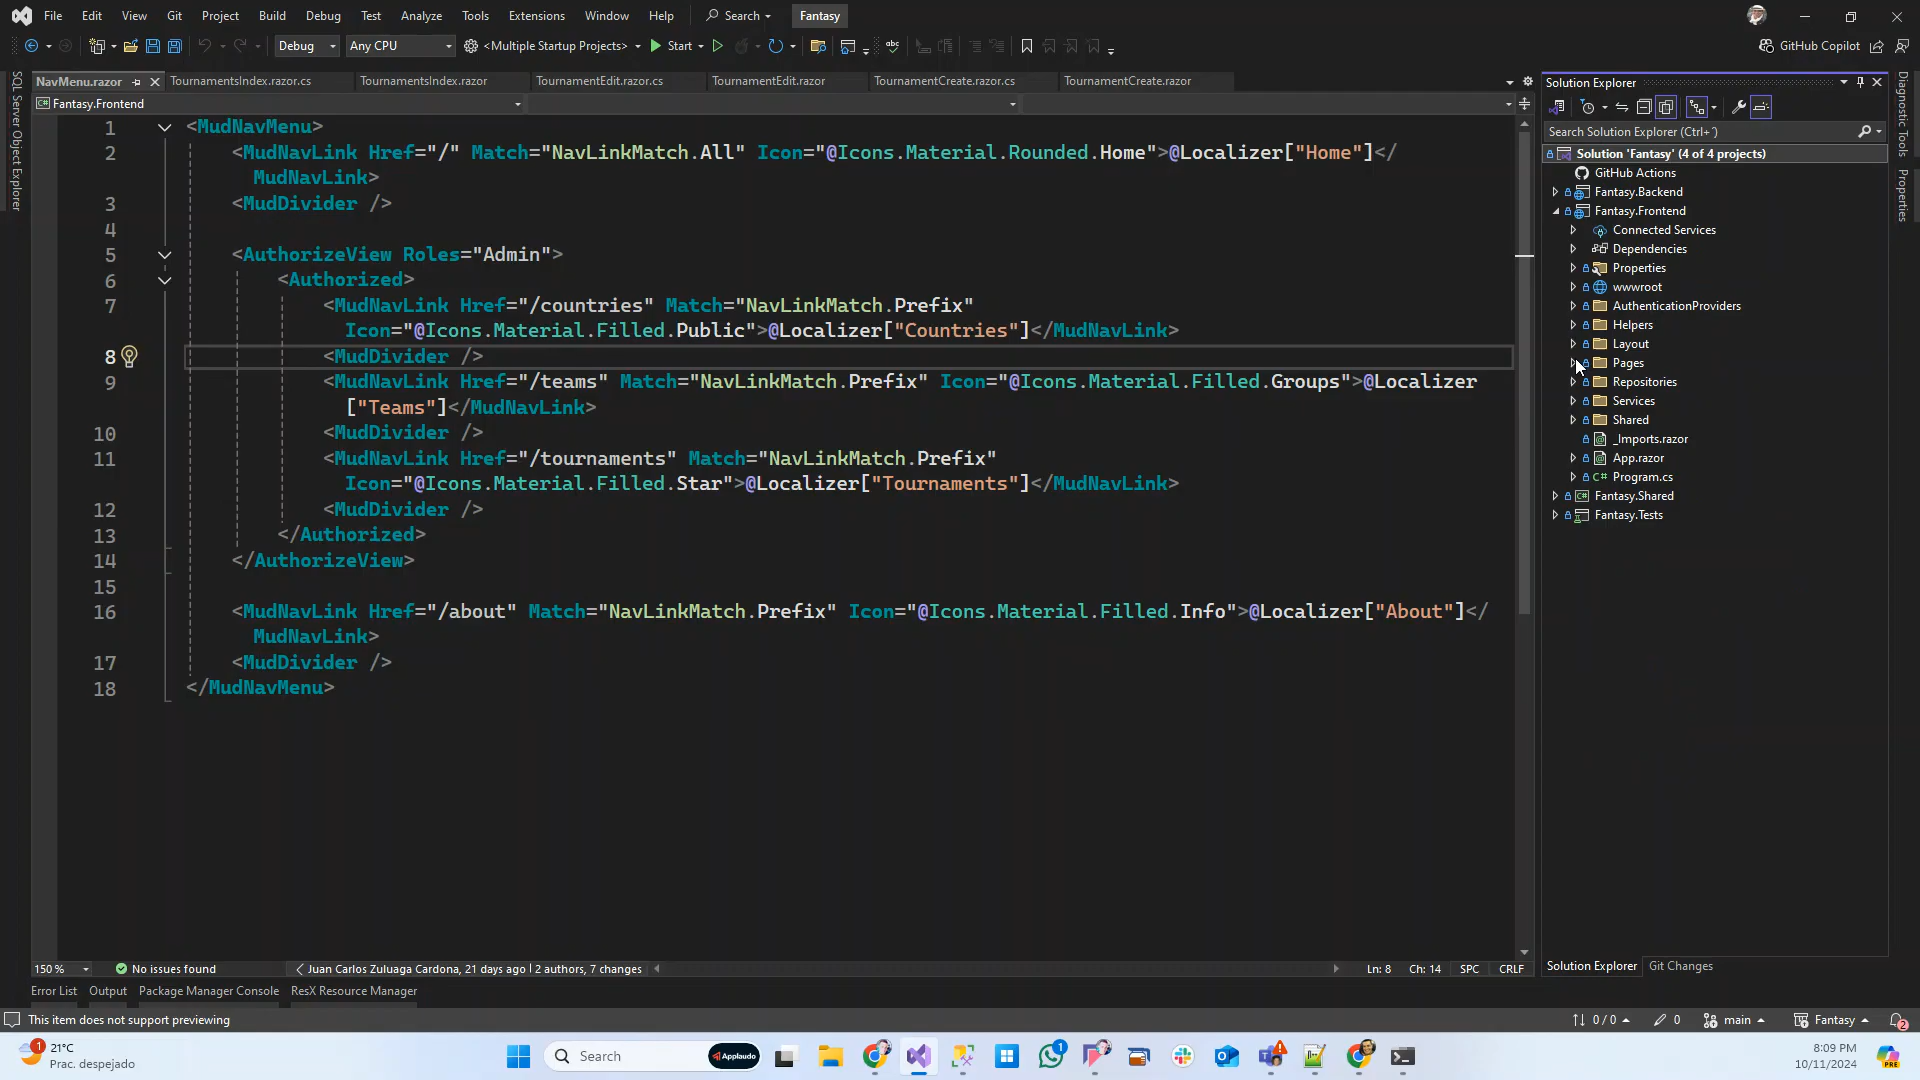 File Edit View Git Project Build Debug Test Analyze Tools Extensions Window Help Search Fantasy
Debug Any CPU <Multiple Startup Projects> Start GitHub Copilot
SQL Server Object Explorer
NavMenu.razor TournamentsIndex.razor.cs TournamentsIndex.razor TournamentEdit.razor.cs TournamentEdit.razor TournamentCreate.razor.cs TournamentCreate.razor
Fantasy.Frontend
1 <MudNavMenu>
2 <MudNavLink Href="/" Match="NavLinkMatch.All" Icon="@Icons.Material.Rounded.Home">@Localizer["Home"]</
MudNavLink>
3 <MudDivider />
4
5 <AuthorizeView Roles="Admin">
6 <Authorized>
7 <MudNavLink Href="/countries" Match="NavLinkMatch.Prefix"
Icon="@Icons.Material.Filled.Public">@Localizer["Countries"]</MudNavLink>
8 <MudDivider />
9 <MudNavLink Href="/teams" Match="NavLinkMatch.Prefix" Icon="@Icons.Material.Filled.Groups">@Localizer
["Teams"]</MudNavLink>
10 <MudDivider />
11 <MudNavLink Href="/tournaments" Match="NavLinkMatch.Prefix"
Icon="@Icons.Material.Filled.Star">@Localizer["Tournaments"]</MudNavLink>
12 <MudDivider />
13 </Authorized>
14 </AuthorizeView>
15
16 <MudNavLink Href="/about" Match="NavLinkMatch.Prefix" Icon="@Icons.Material.Filled.Info">@Localizer["About"]</
MudNavLink>
17 <MudDivider />
18 </MudNavMenu>
150 % No issues found Juan Carlos Zuluaga Cardona, 21 days ago | 2 authors, 7 changes Ln: 8 Ch: 14 SPC CRLF
Error List Output Package Manager Console ResX Resource Manager
Solution Explorer
Search Solution Explorer (Ctrl+´)
Solution 'Fantasy' (4 of 4 projects)
GitHub Actions
Fantasy.Backend
Fantasy.Frontend
Connected Services
Dependencies
Properties
wwwroot
AuthenticationProviders
Helpers
Layout
Pages
Repositories
Services
Shared
_Imports.razor
App.razor
Program.cs
Fantasy.Shared
Fantasy.Tests
Solution Explorer Git Changes
Diagnostic Tools
Properties
This item does not support previewing 0 / 0 0 main Fantasy 2
1 21°C
Prac. despejado
Search Applaudo 1
PRE
8:09 PM
10/11/2024